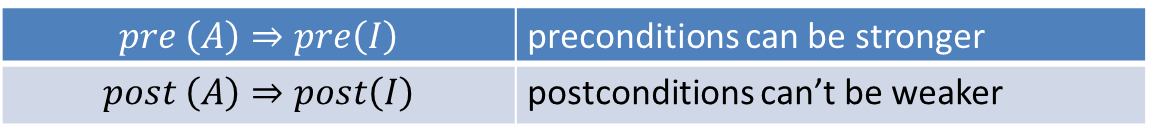 pre (A) ⇒ pre(I) preconditions can be stronger
post (A) ⇒ post(I) postconditions can't be weaker